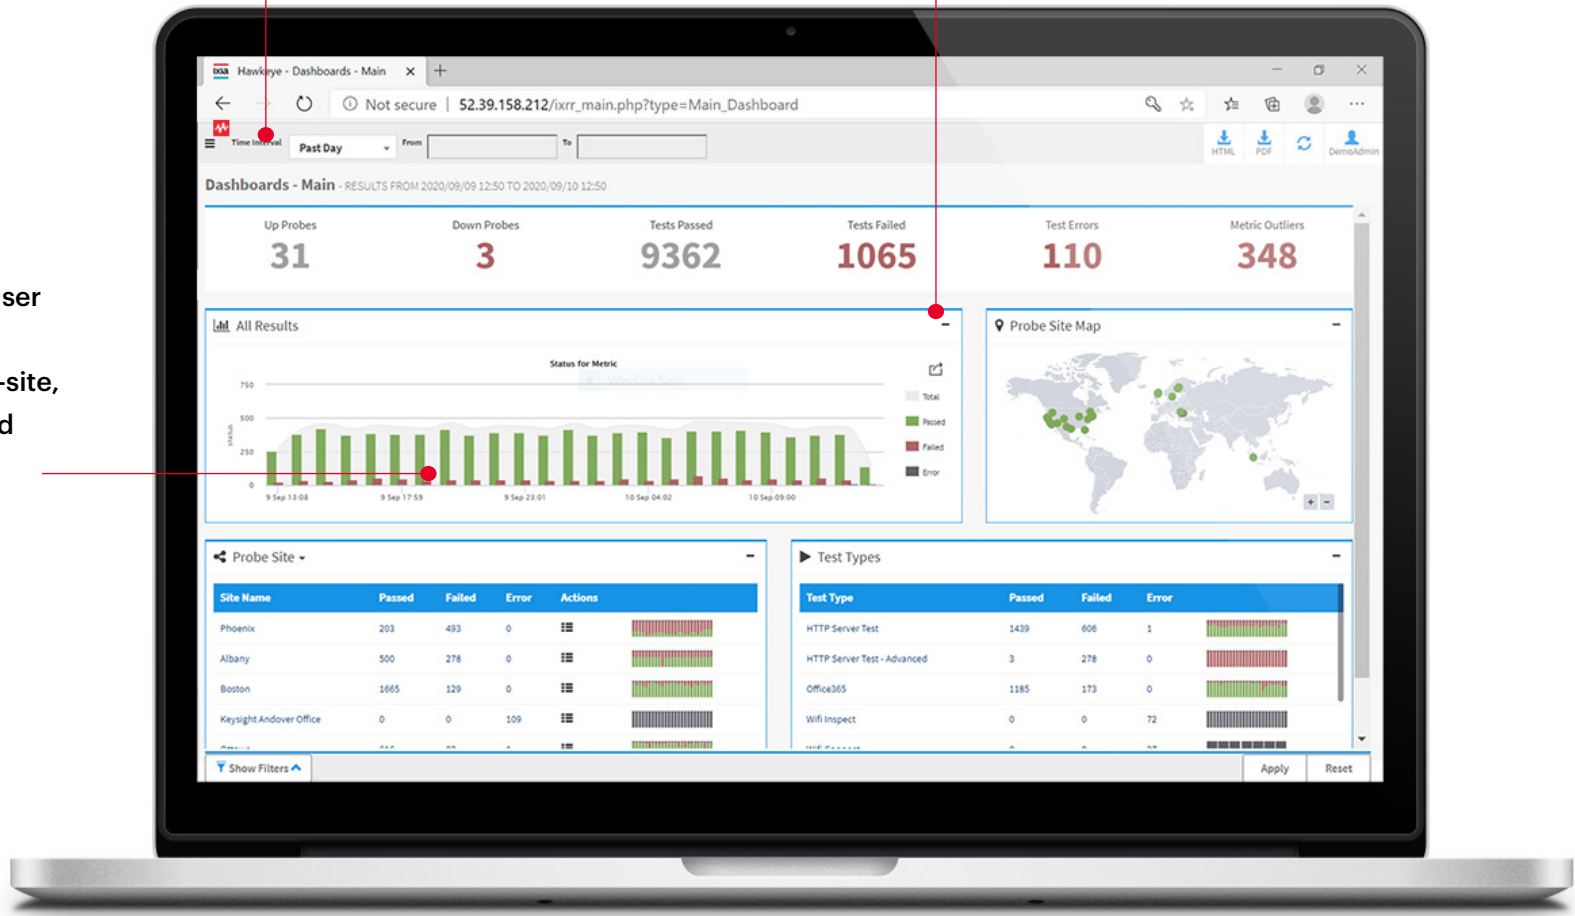 ser
-site,
d
ixia Hawkeye - Dashboards - Main
Not secure | 52.39.158.212/ixrr_main.php?type=Main_Dashboard
Time Interval Past Day From To HTML PDF DemoAdmin
Dashboards - Main - RESULTS FROM 2020/09/09 12:50 TO 2020/09/10 12:50
Up Probes Down Probes Tests Passed Tests Failed Test Errors Metric Outliers
31 3 9362 1065 110 348
All Results
Status for Metric
Window Snip
750
500
250
0
Status
9 Sep 13:08 9 Sep 17:59 9 Sep 23:01 10 Sep 04:02 10 Sep 09:00
Total
Passed
Failed
Error
Probe Site Map
+ -
Probe Site
Site Name Passed Failed Error Actions
Phoenix 203 493 0
Albany 500 278 0
Boston 1665 129 0
Keysight Andover Office 0 0 109
Test Types
Test Type Passed Failed Error
HTTP Server Test 1439 606 1
HTTP Server Test - Advanced 3 278 0
Office365 1185 173 0
Wifi Inspect 0 0 72
Show Filters Apply Reset